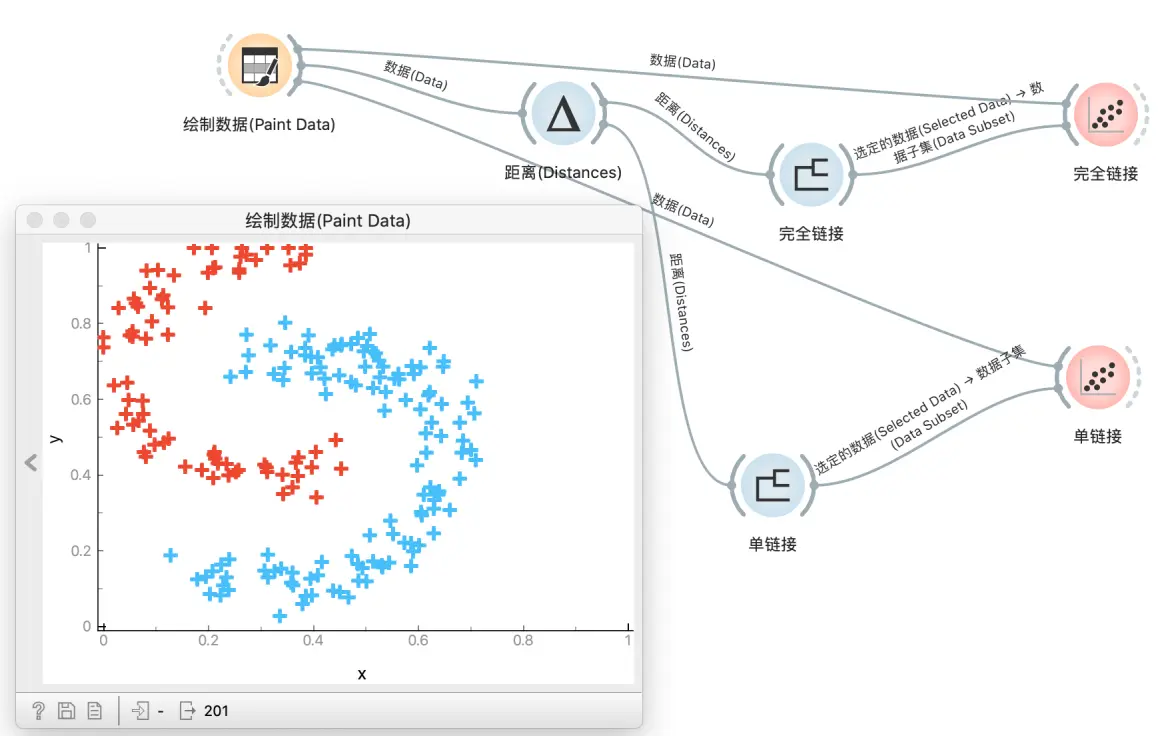 数据(Data)
数据(Data)
绘制数据(Paint Data)
距离(Distances)
距离(Distances)
选定的数据(Selected Data) → 数
据子集(Data Subset)
完全链接
完全链接
数据(Data)
距离(Distances)
绘制数据(Paint Data)
1
0.8
0.6
0.4
0.2
0
y
0
0.2
0.4
0.6
0.8
1
x
? - 201
选定的数据(Selected Data) → 数据子集
(Data Subset)
单链接
单链接